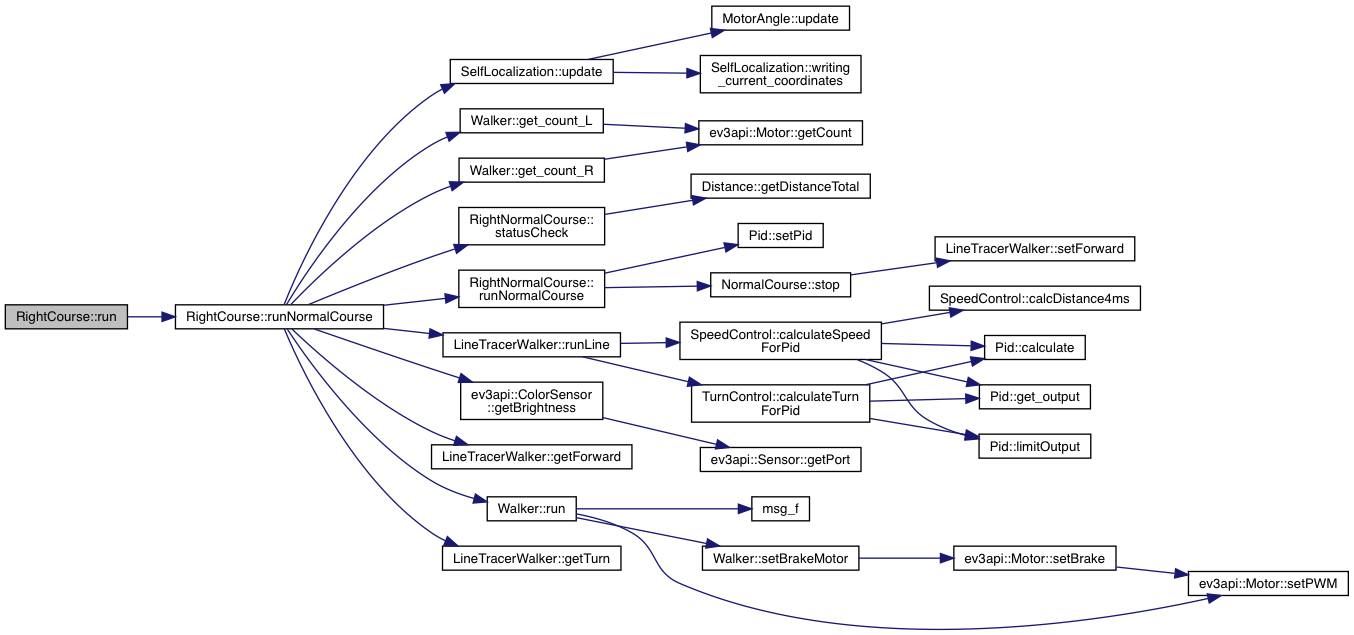 RightCourse::run
RightCourse::runNormalCourse
SelfLocalization::update
Walker::get_count_L
Walker::get_count_R
RightNormalCourse::
statusCheck
RightNormalCourse::
runNormalCourse
LineTracerWalker::runLine
ev3api::ColorSensor
::getBrightness
LineTracerWalker::getForward
Walker::run
LineTracerWalker::getTurn
MotorAngle::update
SelfLocalization::writing
_current_coordinates
ev3api::Motor::getCount
Distance::getDistanceTotal
Pid::setPid
NormalCourse::stop
SpeedControl::calculateSpeed
ForPid
TurnControl::calculateTurn
ForPid
ev3api::Sensor::getPort
msg_f
Walker::setBrakeMotor
LineTracerWalker::setForward
SpeedControl::calcDistance4ms
Pid::calculate
Pid::get_output
Pid::limitOutput
ev3api::Motor::setBrake
ev3api::Motor::setPWM